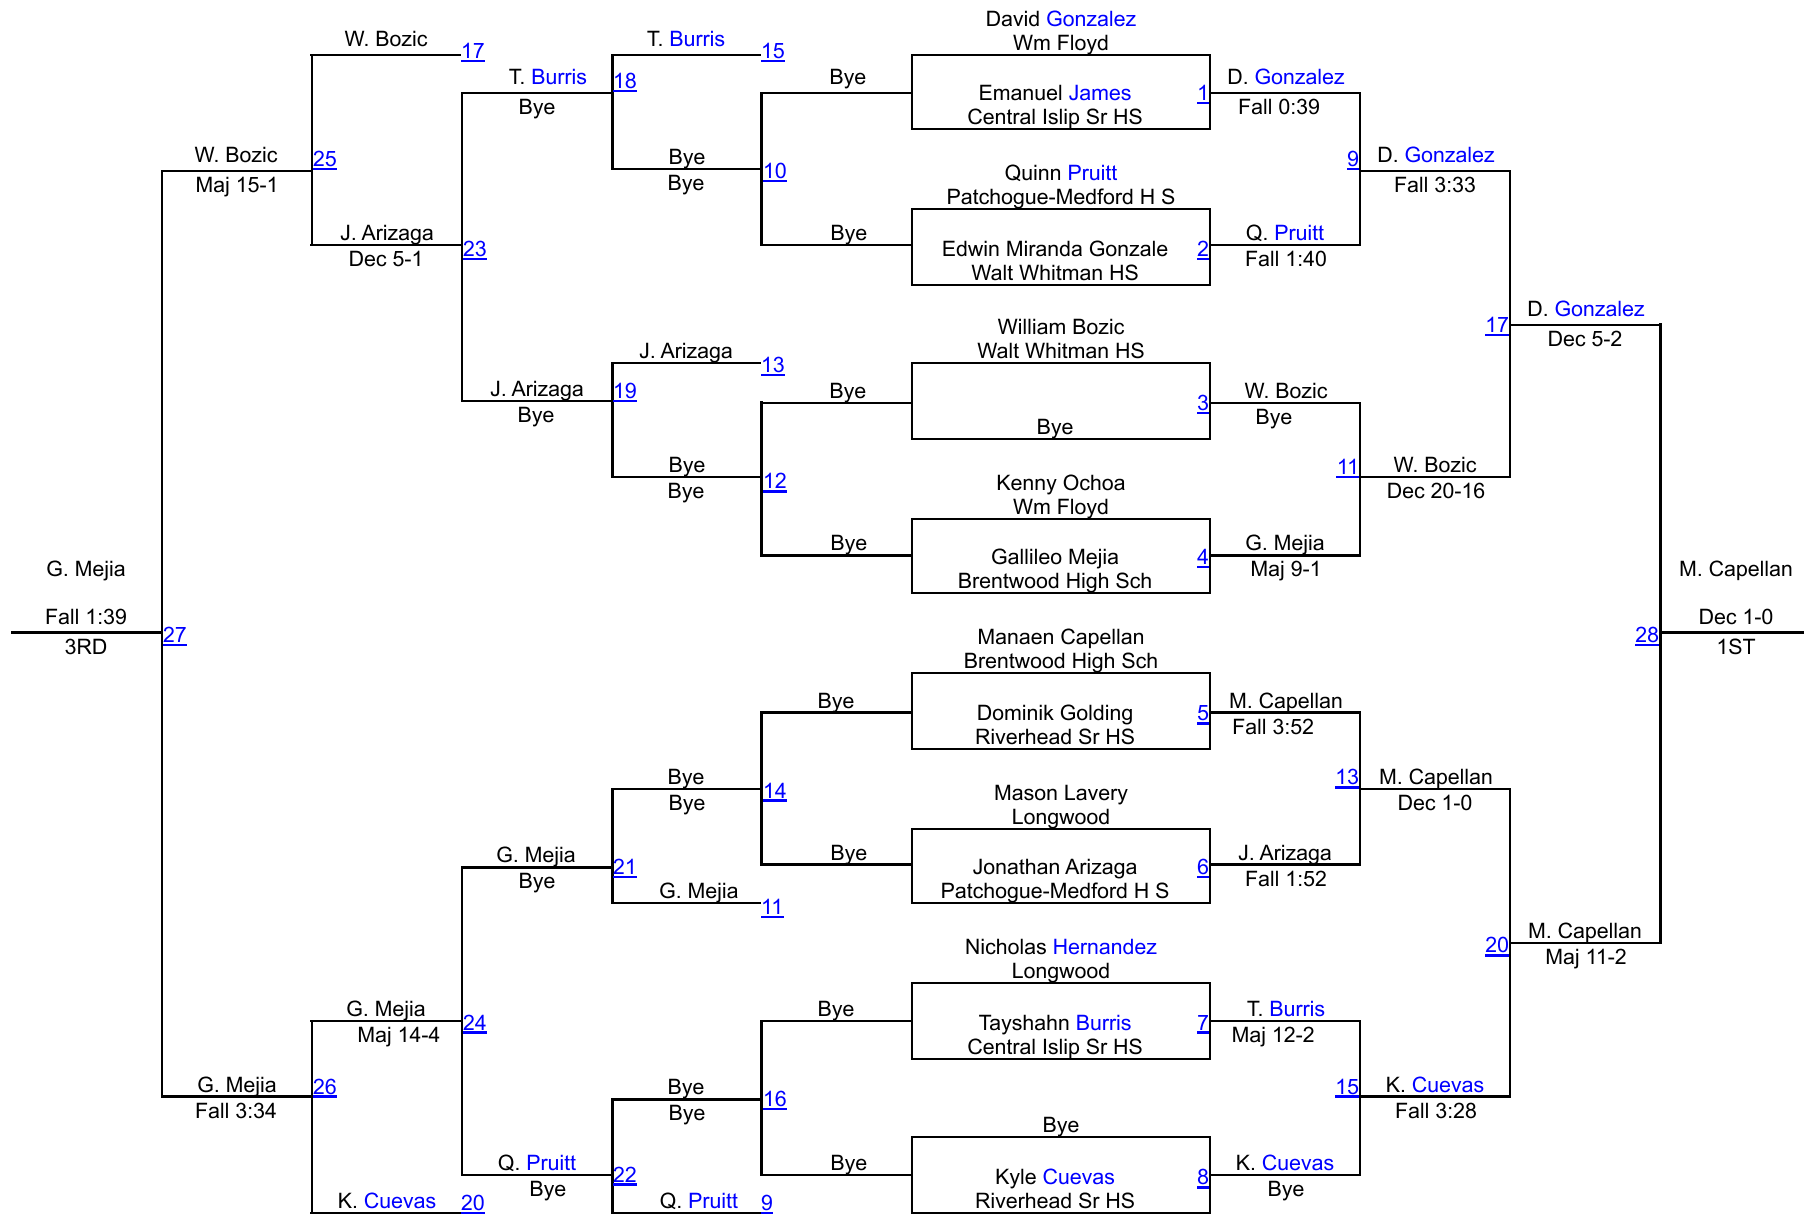 David Gonzalez
Wm Floyd
W. Bozic
17
T. Burris
15
T. Burris
18
Bye
Bye
Emanuel James
1
D. Gonzalez
Central Islip Sr HS
Fall 0:39
W. Bozic
25
Maj 15-1
Bye
10
Bye
Quinn Pruitt
Patchogue-Medford H S
9
D. Gonzalez
Fall 3:33
J. Arizaga
23
Dec 5-1
Bye
Edwin Miranda Gonzale
2
Q. Pruitt
Walt Whitman HS
Fall 1:40
William Bozic
Walt Whitman HS
17
D. Gonzalez
Dec 5-2
J. Arizaga
13
J. Arizaga
19
Bye
Bye
3
W. Bozic
Bye
Bye
Bye
12
Bye
Kenny Ochoa
Wm Floyd
11
W. Bozic
Dec 20-16
Bye
Gallileo Mejia
4
G. Mejia
Brentwood High Sch
Maj 9-1
G. Mejia
Fall 1:39
27
3RD
M. Capellan
Dec 1-0
28
1ST
Manaen Capellan
Brentwood High Sch
Bye
Dominik Golding
5
M. Capellan
Riverhead Sr HS
Fall 3:52
Bye
14
Bye
Mason Lavery
Longwood
13
M. Capellan
Dec 1-0
G. Mejia
21
Bye
Bye
Jonathan Arizaga
6
J. Arizaga
Patchogue-Medford H S
Fall 1:52
G. Mejia
11
Nicholas Hernandez
Longwood
20
M. Capellan
Maj 11-2
G. Mejia
24
Maj 14-4
Bye
Tayshahn Burris
7
T. Burris
Central Islip Sr HS
Maj 12-2
G. Mejia
26
Fall 3:34
Bye
16
Bye
15
K. Cuevas
Fall 3:28
Bye
Q. Pruitt
22
Bye
Bye
Kyle Cuevas
8
K. Cuevas
Riverhead Sr HS
Bye
K. Cuevas
20
Q. Pruitt
9